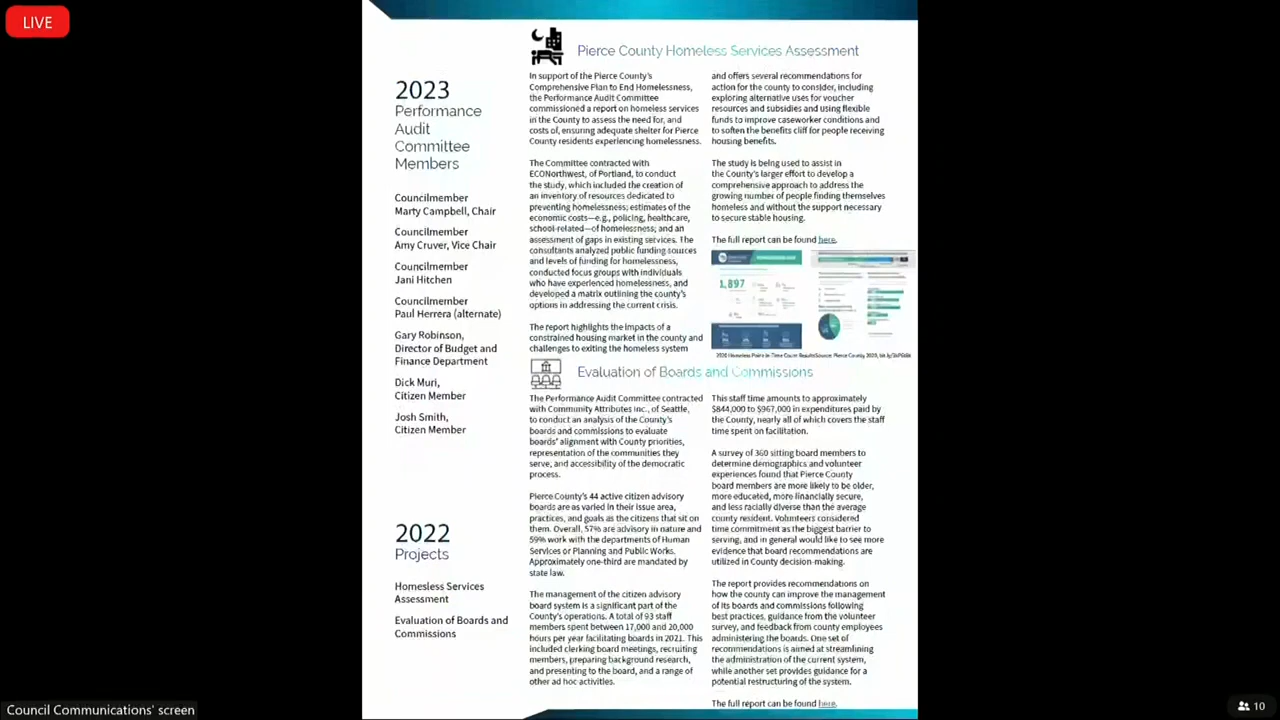 LIVE
2023
Performance
Audit
Committee
Members
Councilmember
Marty Campbell, Chair
Councilmember
Amy Cruver, Vice Chair
Councilmember
Jani Hitchen
Councilmember
Paul Herrera (alternate)
Gary Robinson,
Director of Budget and
Finance Department
Dick Muri,
Citizen Member
Josh Smith,
Citizen Member
2022
Projects
Homesless Services
Assessment
Evaluation of Boards and
Commissions
Pierce County Homeless Services Assessment
In support of the Pierce County's
Comprehensive Plan to End Homelessness,
the Performance Audit Committee
commissioned a report on homeless services
in the County to assess the need for, and
costs of, ensuring adequate shelter for Pierce
County residents experiencing homelessness.
The Committee contracted with
ECONorthwest, of Portland, to conduct
the study, which included the creation of
an inventory of resources dedicated to
preventing homelessness; estimates of the
economic costs—e.g., policing, healthcare,
school-related—of homelessness; and an
assessment of gaps in existing services. The
consultants analyzed public funding sources
and levels of funding for homelessness,
conducted focus groups with individuals
who have experienced homelessness, and
developed a matrix outlining the county's
options in addressing the current crisis.
The report highlights the impacts of a
constrained housing market in the county and
challenges to exiting the homeless system
and offers several recommendations for
action for the county to consider, including
exploring alternative uses for voucher
resources and subsidies and using flexible
funds to improve caseworker conditions and
to soften the benefits cliff for people receiving
housing benefits.
The study is being used to assist in
the County's larger effort to develop a
comprehensive approach to address the
growing number of people finding themselves
homeless and without the support necessary
to secure stable housing.
The full report can be found here.
1,897
2020 Homeless Point-In-Time Count Results Source: Pierce County, 2020,
Evaluation of Boards and Commissions
The Performance Audit Committee contracted
with Community Attributes Inc., of Seattle,
to conduct an analysis of the County's
boards and commissions to evaluate
boards' alignment with County priorities,
representation of the communities they
serve, and accessibility of the democratic
process.
Pierce County's 44 active citizen advisory
boards are as varied in their issue area,
practices, and goals as the citizens that sit on
them. Overall, 57% are advisory in nature and
59% work with the departments of Human
Services or Planning and Public Works.
Approximately one-third are mandated by
state law.
The management of the citizen advisory
board system is a significant part of the
County's operations. A total of 93 staff
members spent between 17,000 and 20,000
hours per year facilitating boards in 2021. This
included clerking board meetings, recruiting
members, preparing background research,
and presenting to the board, and a range of
other ad hoc activities.
This staff time amounts to approximately
$844,000 to $967,000 in expenditures paid by
the County, nearly all of which covers the staff
time spent on facilitation.
A survey of 360 sitting board members to
determine demographics and volunteer
experiences found that Pierce County
board members are more likely to be older,
more educated, more financially secure,
and less racially diverse than the average
county resident. Volunteers considered
time commitment as the biggest barrier to
serving, and in general would like to see more
evidence that board recommendations are
utilized in County decision-making.
The report provides recommendations on
how the county can improve the management
of its boards and commissions following
best practices, guidance from the volunteer
survey, and feedback from county employees
administering the boards. One set of
recommendations is aimed at streamlining
the administration of the current system,
while another set provides guidance for a
potential restructuring of the system.
The full report can be found here.
Council Communications' screen
10